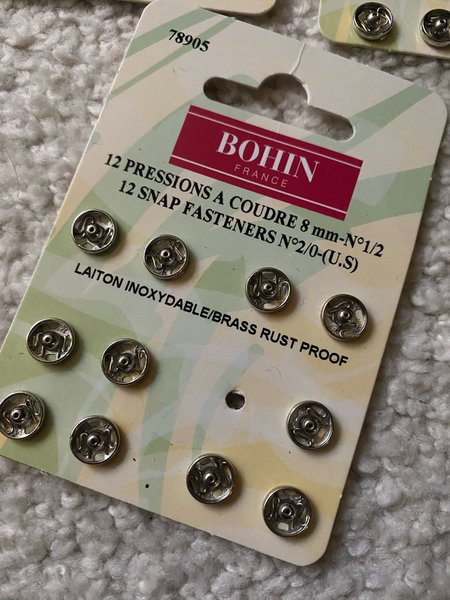 78905
BOHIN
FRANCE
12 PRESSIONS A COUDRE 8 mm-N°1/2
12 SNAP FASTENERS N°2/0-(U.S)
LAITON INOXYDABLE/BRASS RUST PROOF